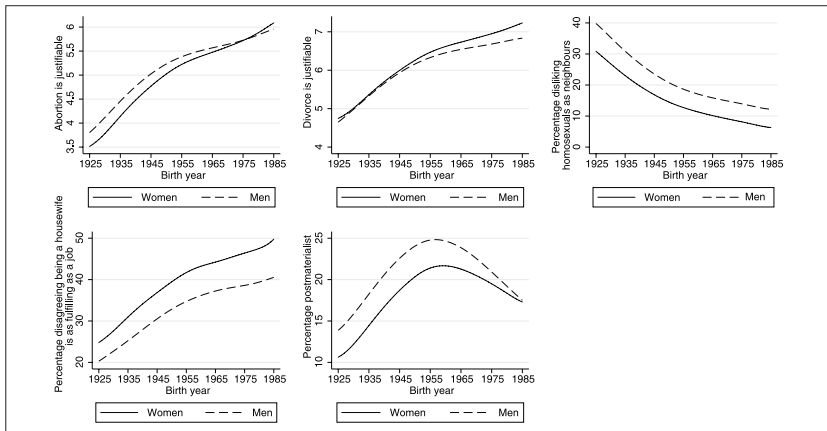 Abortion is justifiable
6
5.5
5
4.5
4
3.5
1925 1935 1945 1955 1965 1975 1985
Birth year
Women Men
Divorce is justifiable
7
6
5
4
1925 1935 1945 1955 1965 1975 1985
Birth year
Women Men
Percentage disliking
homosexuals as neighbours
40
30
20
10
0
1925 1935 1945 1955 1965 1975 1985
Birth year
Women Men
Percentage disagreeing being a housewife
is as fulfilling as a job
50
40
30
20
1925 1935 1945 1955 1965 1975 1985
Birth year
Women Men
Percentage postmaterialist
25
20
15
10
1925 1935 1945 1955 1965 1975 1985
Birth year
Women Men